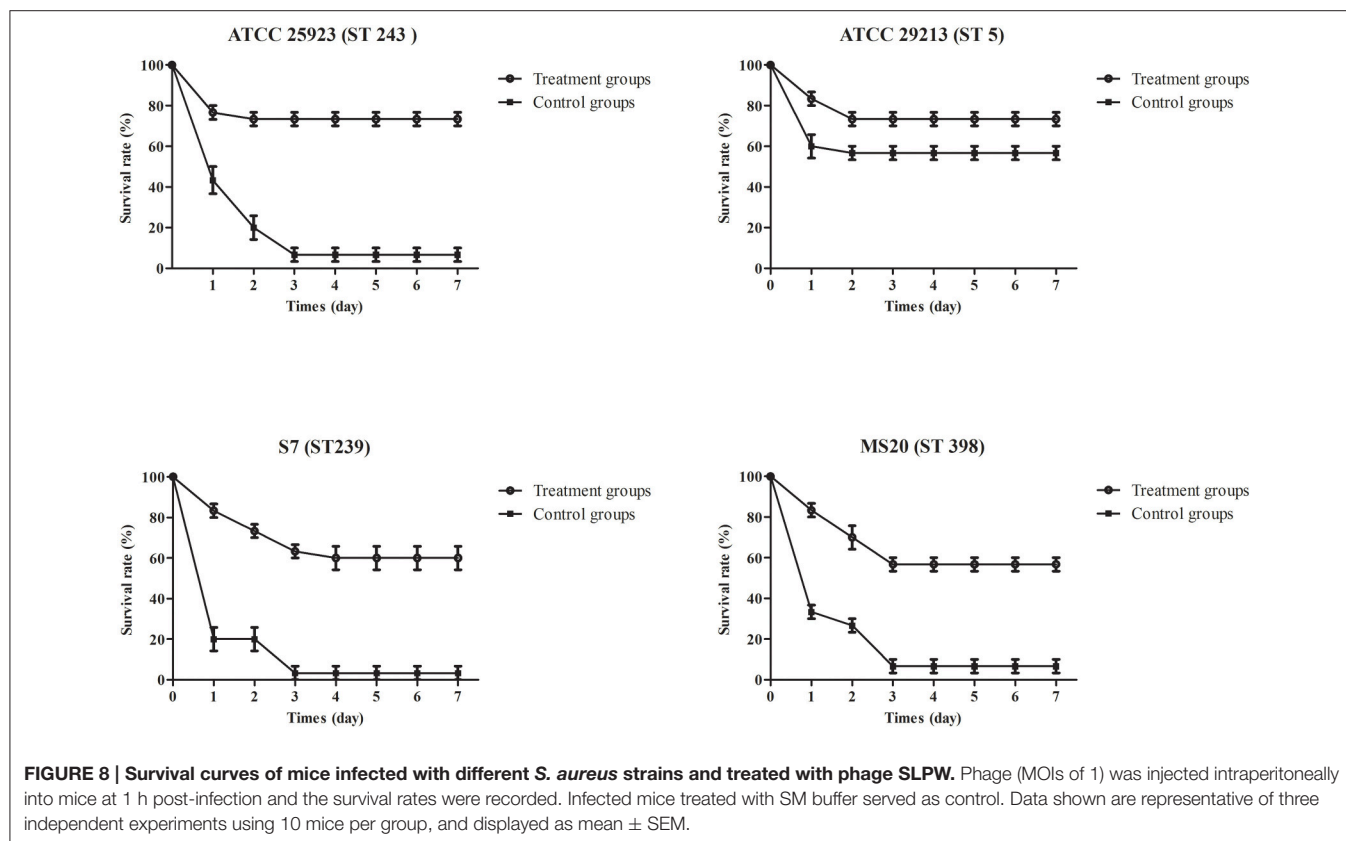 ATCC 25923 (ST 243 )
100
80
60
40
20
0
Survival rate (%)
1 2 3 4 5 6 7
Times (day)
Treatment groups
Control groups
ATCC 29213 (ST 5)
100
80
60
40
20
0
Survival rate (%)
0 1 2 3 4 5 6 7
Times (day)
Treatment groups
Control groups
S7 (ST239)
100
80
60
40
20
0
Survival rate (%)
0 1 2 3 4 5 6 7
Times (day)
Treatment groups
Control groups
MS20 (ST 398)
100
80
60
40
20
0
Survival rate (%)
0 1 2 3 4 5 6 7
Times (day)
Treatment groups
Control groups
FIGURE 8 | Survival curves of mice infected with different S. aureus strains and treated with phage SLPW. Phage (MOIs of 1) was injected intraperitoneally
into mice at 1 h post-infection and the survival rates were recorded. Infected mice treated with SM buffer served as control. Data shown are representative of three
independent experiments using 10 mice per group, and displayed as mean ± SEM.